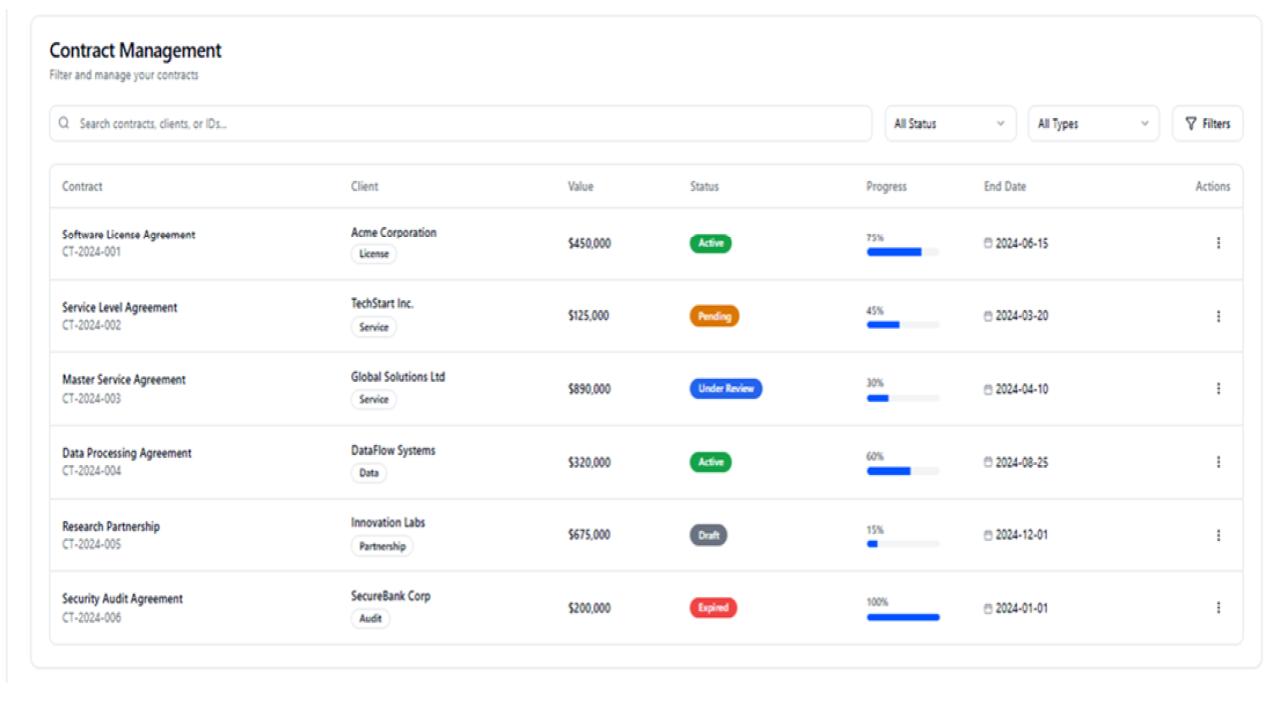 Contract Management
Filter and manage your contracts
Search contracts, clients, or IDs...
All Status
All Types
Filters
Contract Client Value Status Progress End Date Actions
Software License Agreement
CT-2024-001
Acme Corporation
License
$450,000
Active
75%
2024-06-15
Service Level Agreement
CT-2024-002
TechStart Inc.
Service
$125,000
Pending
45%
2024-03-20
Master Service Agreement
CT-2024-003
Global Solutions Ltd
Service
$890,000
Under Review
30%
2024-04-10
Data Processing Agreement
CT-2024-004
DataFlow Systems
Data
$320,000
Active
60%
2024-08-25
Research Partnership
CT-2024-005
Innovation Labs
Partnership
$675,000
Draft
15%
2024-12-01
Security Audit Agreement
CT-2024-006
SecureBank Corp
Audit
$200,000
Expired
100%
2024-01-01